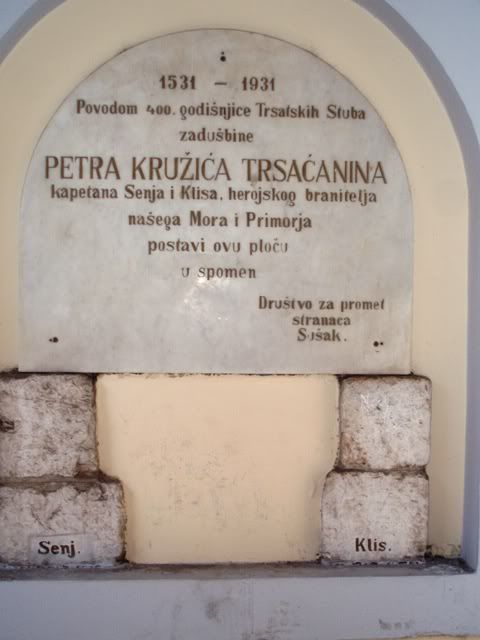 1531 – 1931
Povodom 400. godišnjice Trsatskih Stuba
zadušbine
PETRA KRUŽIĆA TRSAĆANINA
kapetana Senja i Klisa, herojskog branitelja
našega Mora i Primorja
postavi ovu ploču
u spomen
Društvo za promet
stranaca
Sušak.
Senj.
Klis.